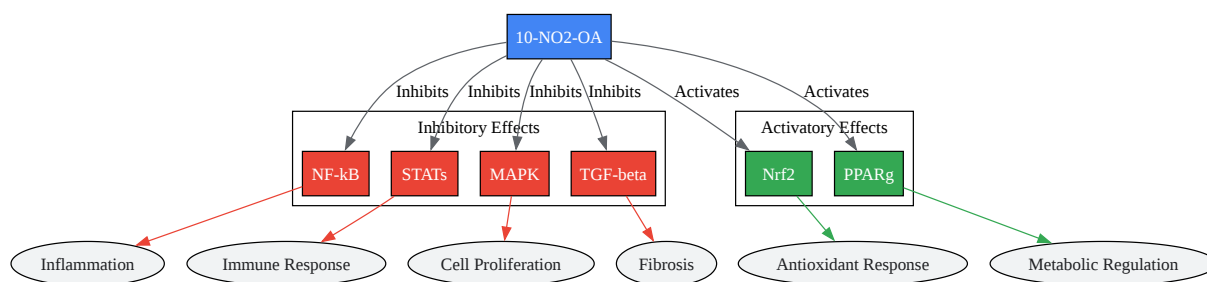 10-NO2-OA
Inhibits Inhibits Inhibits Inhibits Activates Activates
Inhibitory Effects Activatory Effects
NF-kB STATs MAPK TGF-beta Nrf2 PPARg
Inflammation Immune Response Cell Proliferation Fibrosis Antioxidant Response Metabolic Regulation